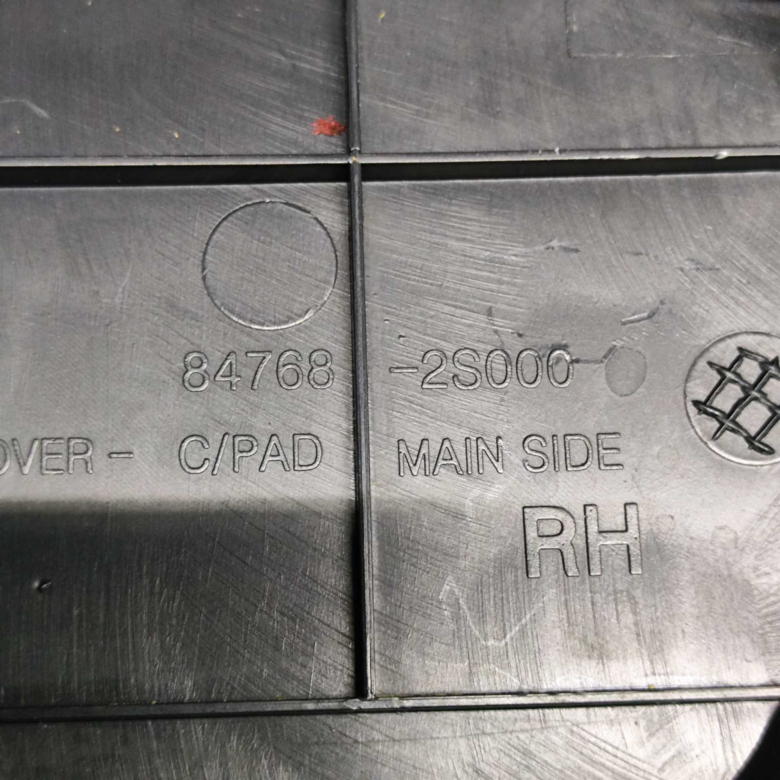 84768 -2S000
OVER - C/PAD MAIN SIDE
RH